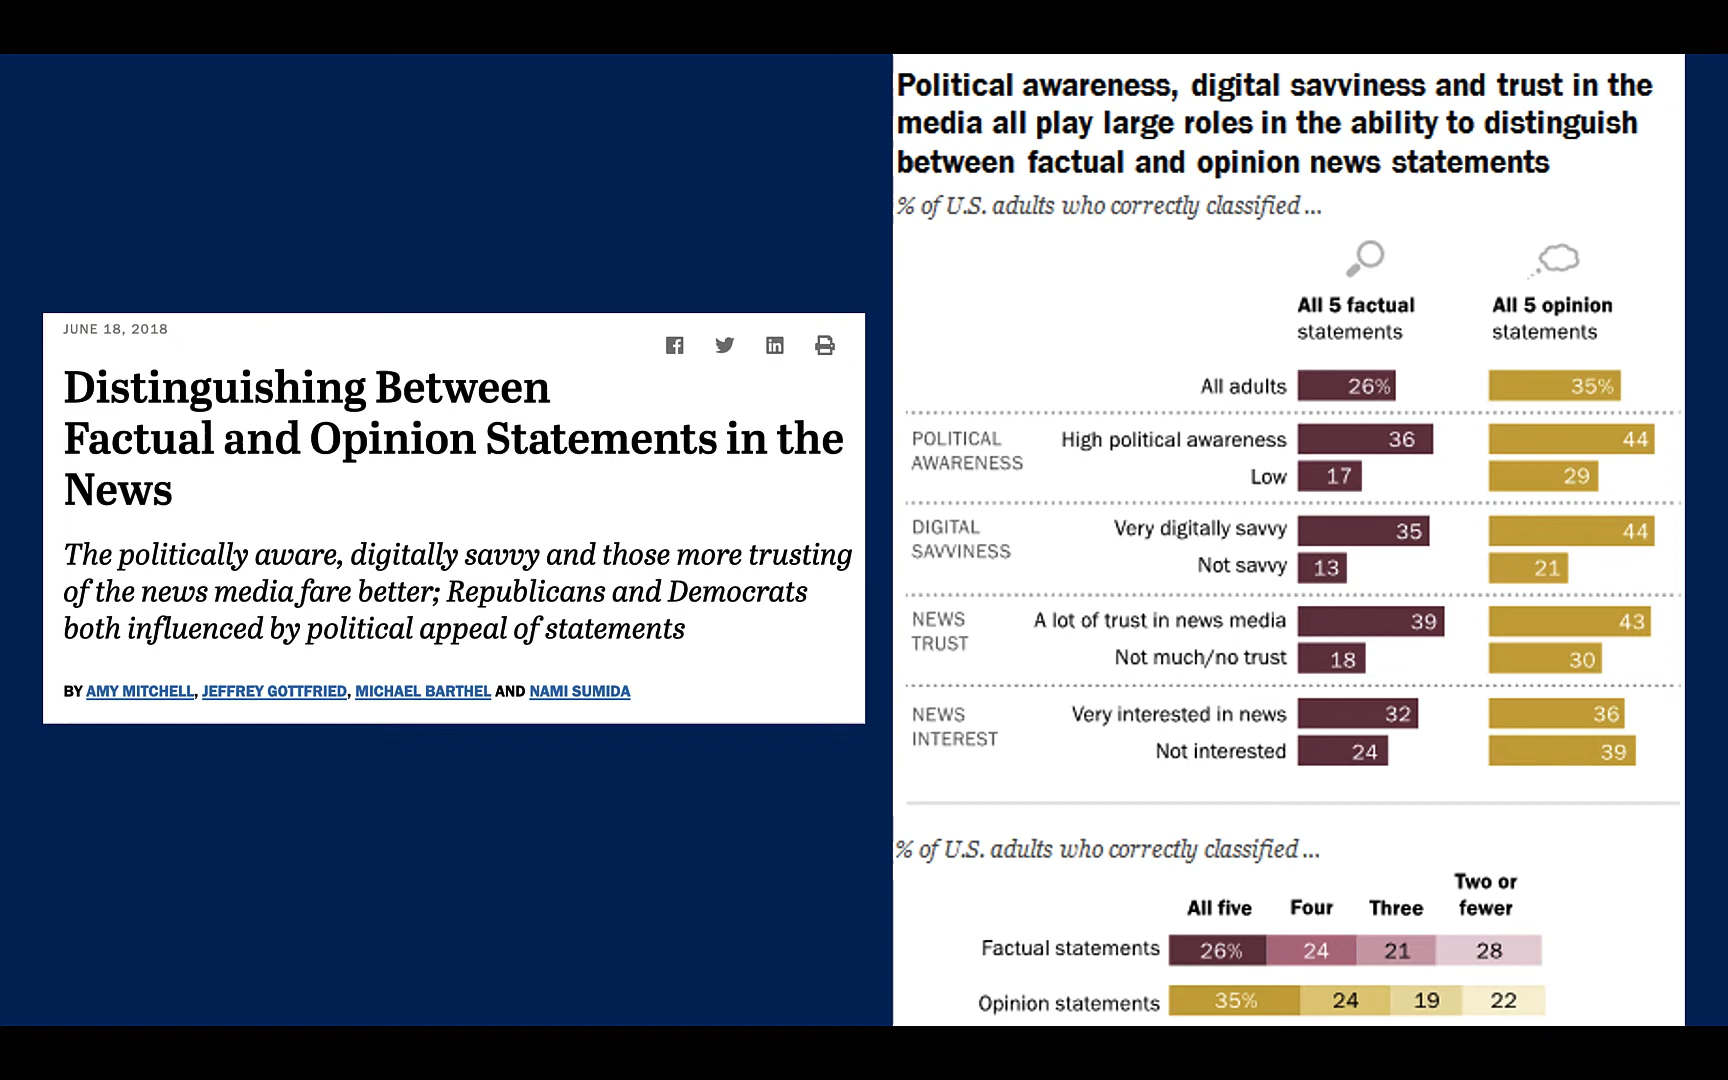 JUNE 18, 2018
Distinguishing Between
Factual and Opinion Statements in the
News
The politically aware, digitally savvy and those more trusting
of the news media fare better; Republicans and Democrats
both influenced by political appeal of statements
BY AMY MITCHELL, JEFFREY GOTTFRIED, MICHAEL BARTHEL AND NAMI SUMIDA
Political awareness, digital savviness and trust in the
media all play large roles in the ability to distinguish
between factual and opinion news statements
% of U.S. adults who correctly classified ...
All 5 factual statements
All 5 opinion statements
All adults 26% 35%
POLITICAL AWARENESS
High political awareness 36 44
Low 17 29
DIGITAL SAVVINESS
Very digitally savvy 35 44
Not savvy 13 21
NEWS TRUST
A lot of trust in news media 39 43
Not much/no trust 18 30
NEWS INTEREST
Very interested in news 32 36
Not interested 24 39
% of U.S. adults who correctly classified ...
All five Four Three Two or fewer
Factual statements 26% 24 21 28
Opinion statements 35% 24 19 22